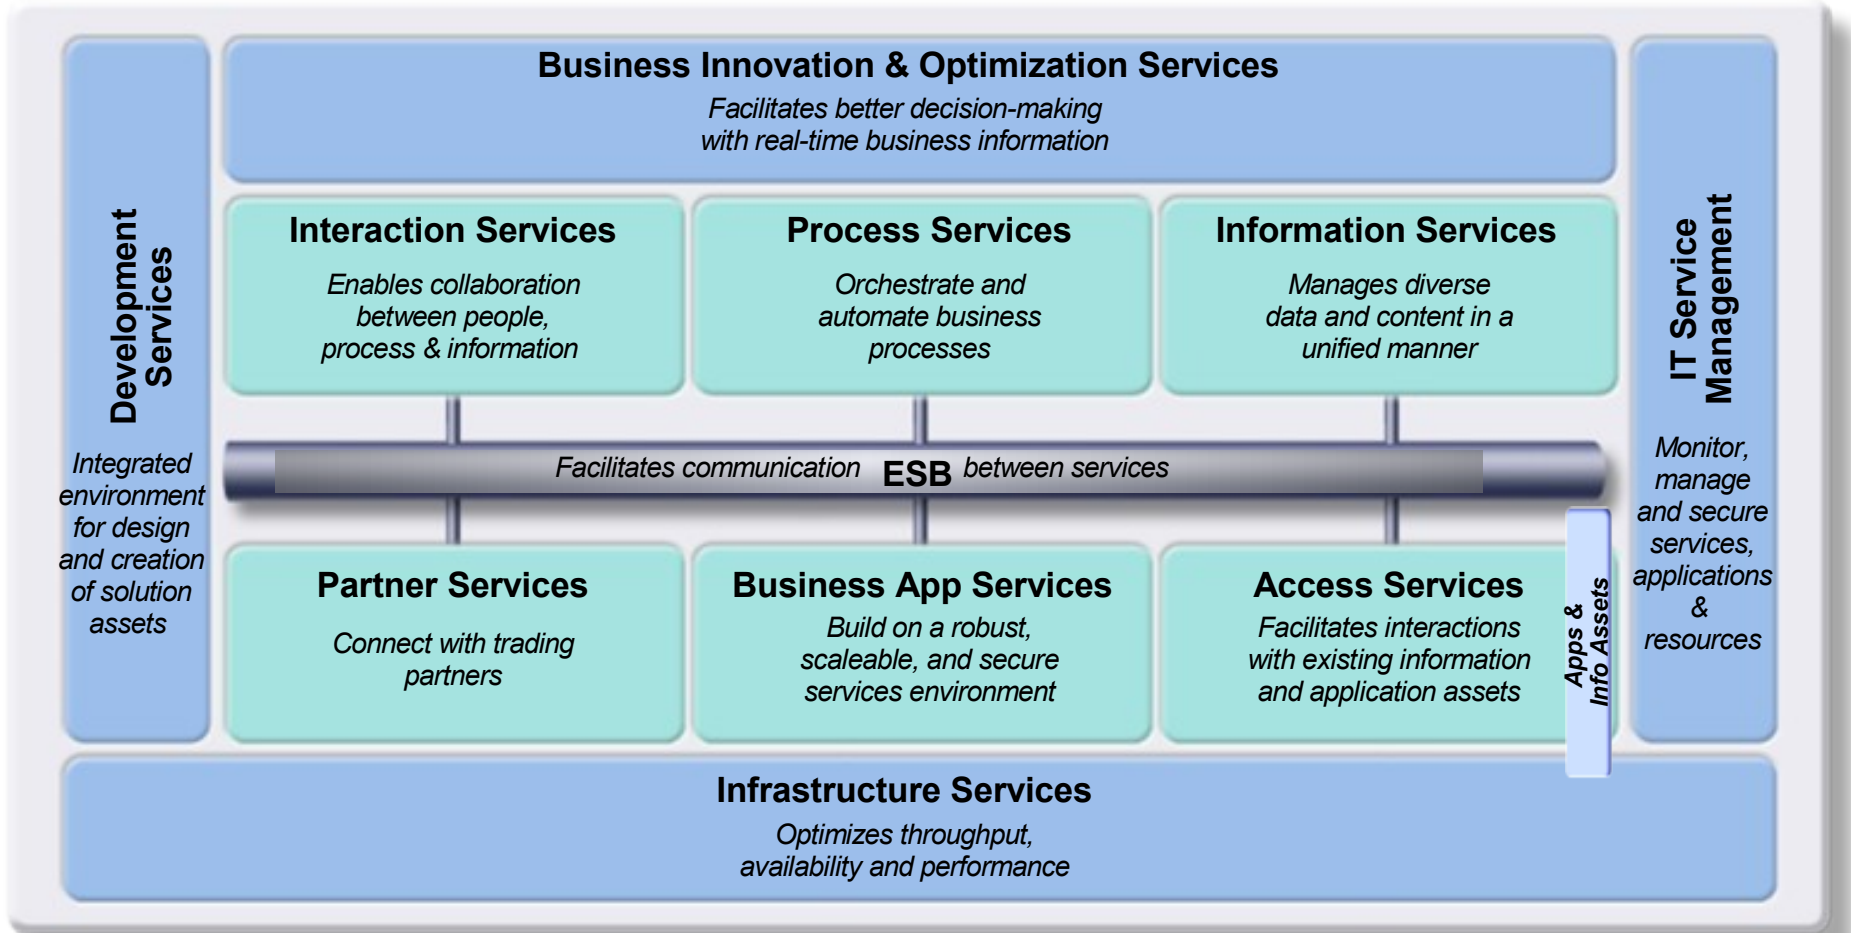 Business Innovation & Optimization Services
Facilitates better decision-making
with real-time business information
Development
Services
Integrated
environment
for design
and creation
of solution
assets
Interaction Services
Enables collaboration
between people,
process & information
Process Services
Orchestrate and
automate business
processes
Information Services
Manages diverse
data and content in a
unified manner
IT Service
Management
Monitor,
manage
and secure
services,
applications
&
resources
Facilitates communication ESB between services
Partner Services
Connect with trading
partners
Business App Services
Build on a robust,
scaleable, and secure
services environment
Access Services
Facilitates interactions
with existing information
and application assets
Apps &
Info Assets
Infrastructure Services
Optimizes throughput,
availability and performance